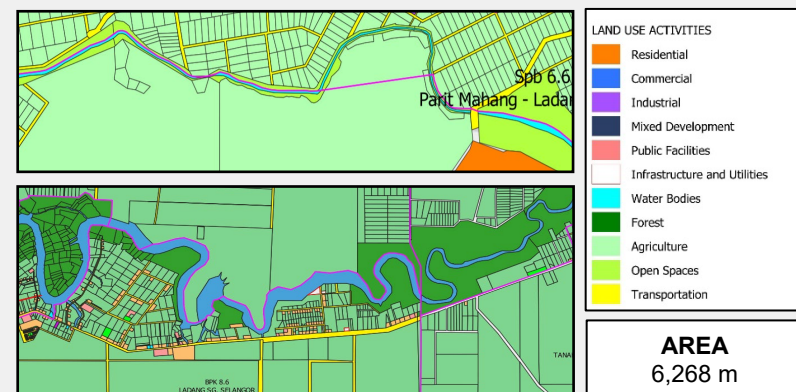 Spb 6.6
Parit Mahang - Ladan
BPK 8.6
LADANG SG. SELANGOR
TANA
LAND USE ACTIVITIES
Residential
Commercial
Industrial
Mixed Development
Public Facilities
Infrastructure and Utilities
Water Bodies
Forest
Agriculture
Open Spaces
Transportation
AREA
6,268 m